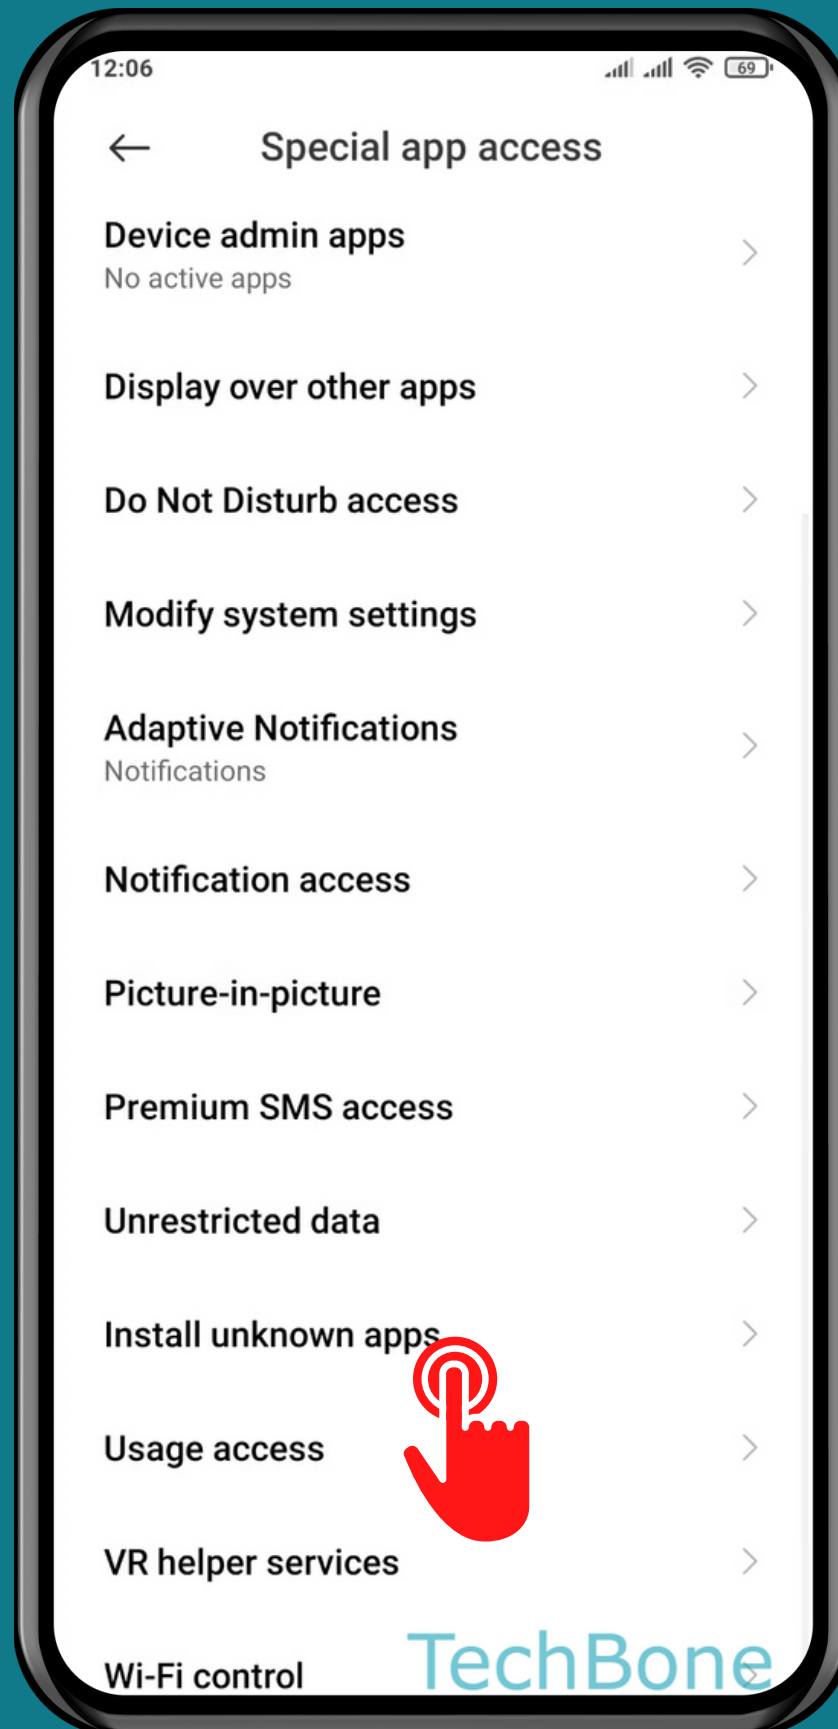 12:06
69
Special app access
Device admin apps
No active apps
Display over other apps
Do Not Disturb access
Modify system settings
Adaptive Notifications
Notifications
Notification access
Picture-in-picture
Premium SMS access
Unrestricted data
Install unknown apps
Usage access
VR helper services
Wi-Fi control
TechBone